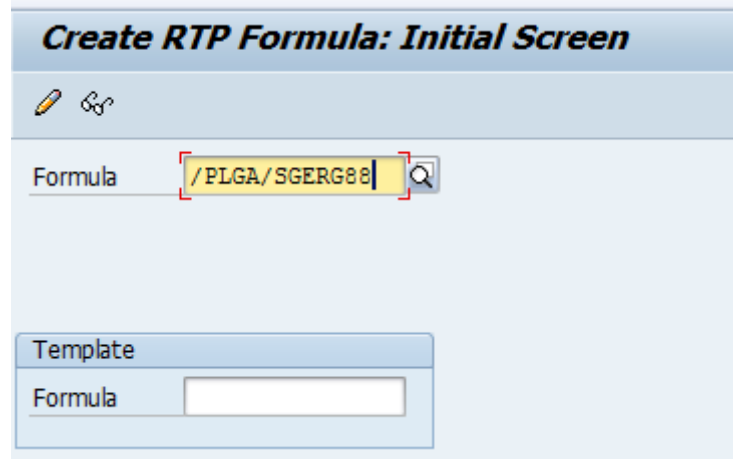 Create RTP Formula: Initial Screen
Formula /PLGA/SGERG88
Template
Formula